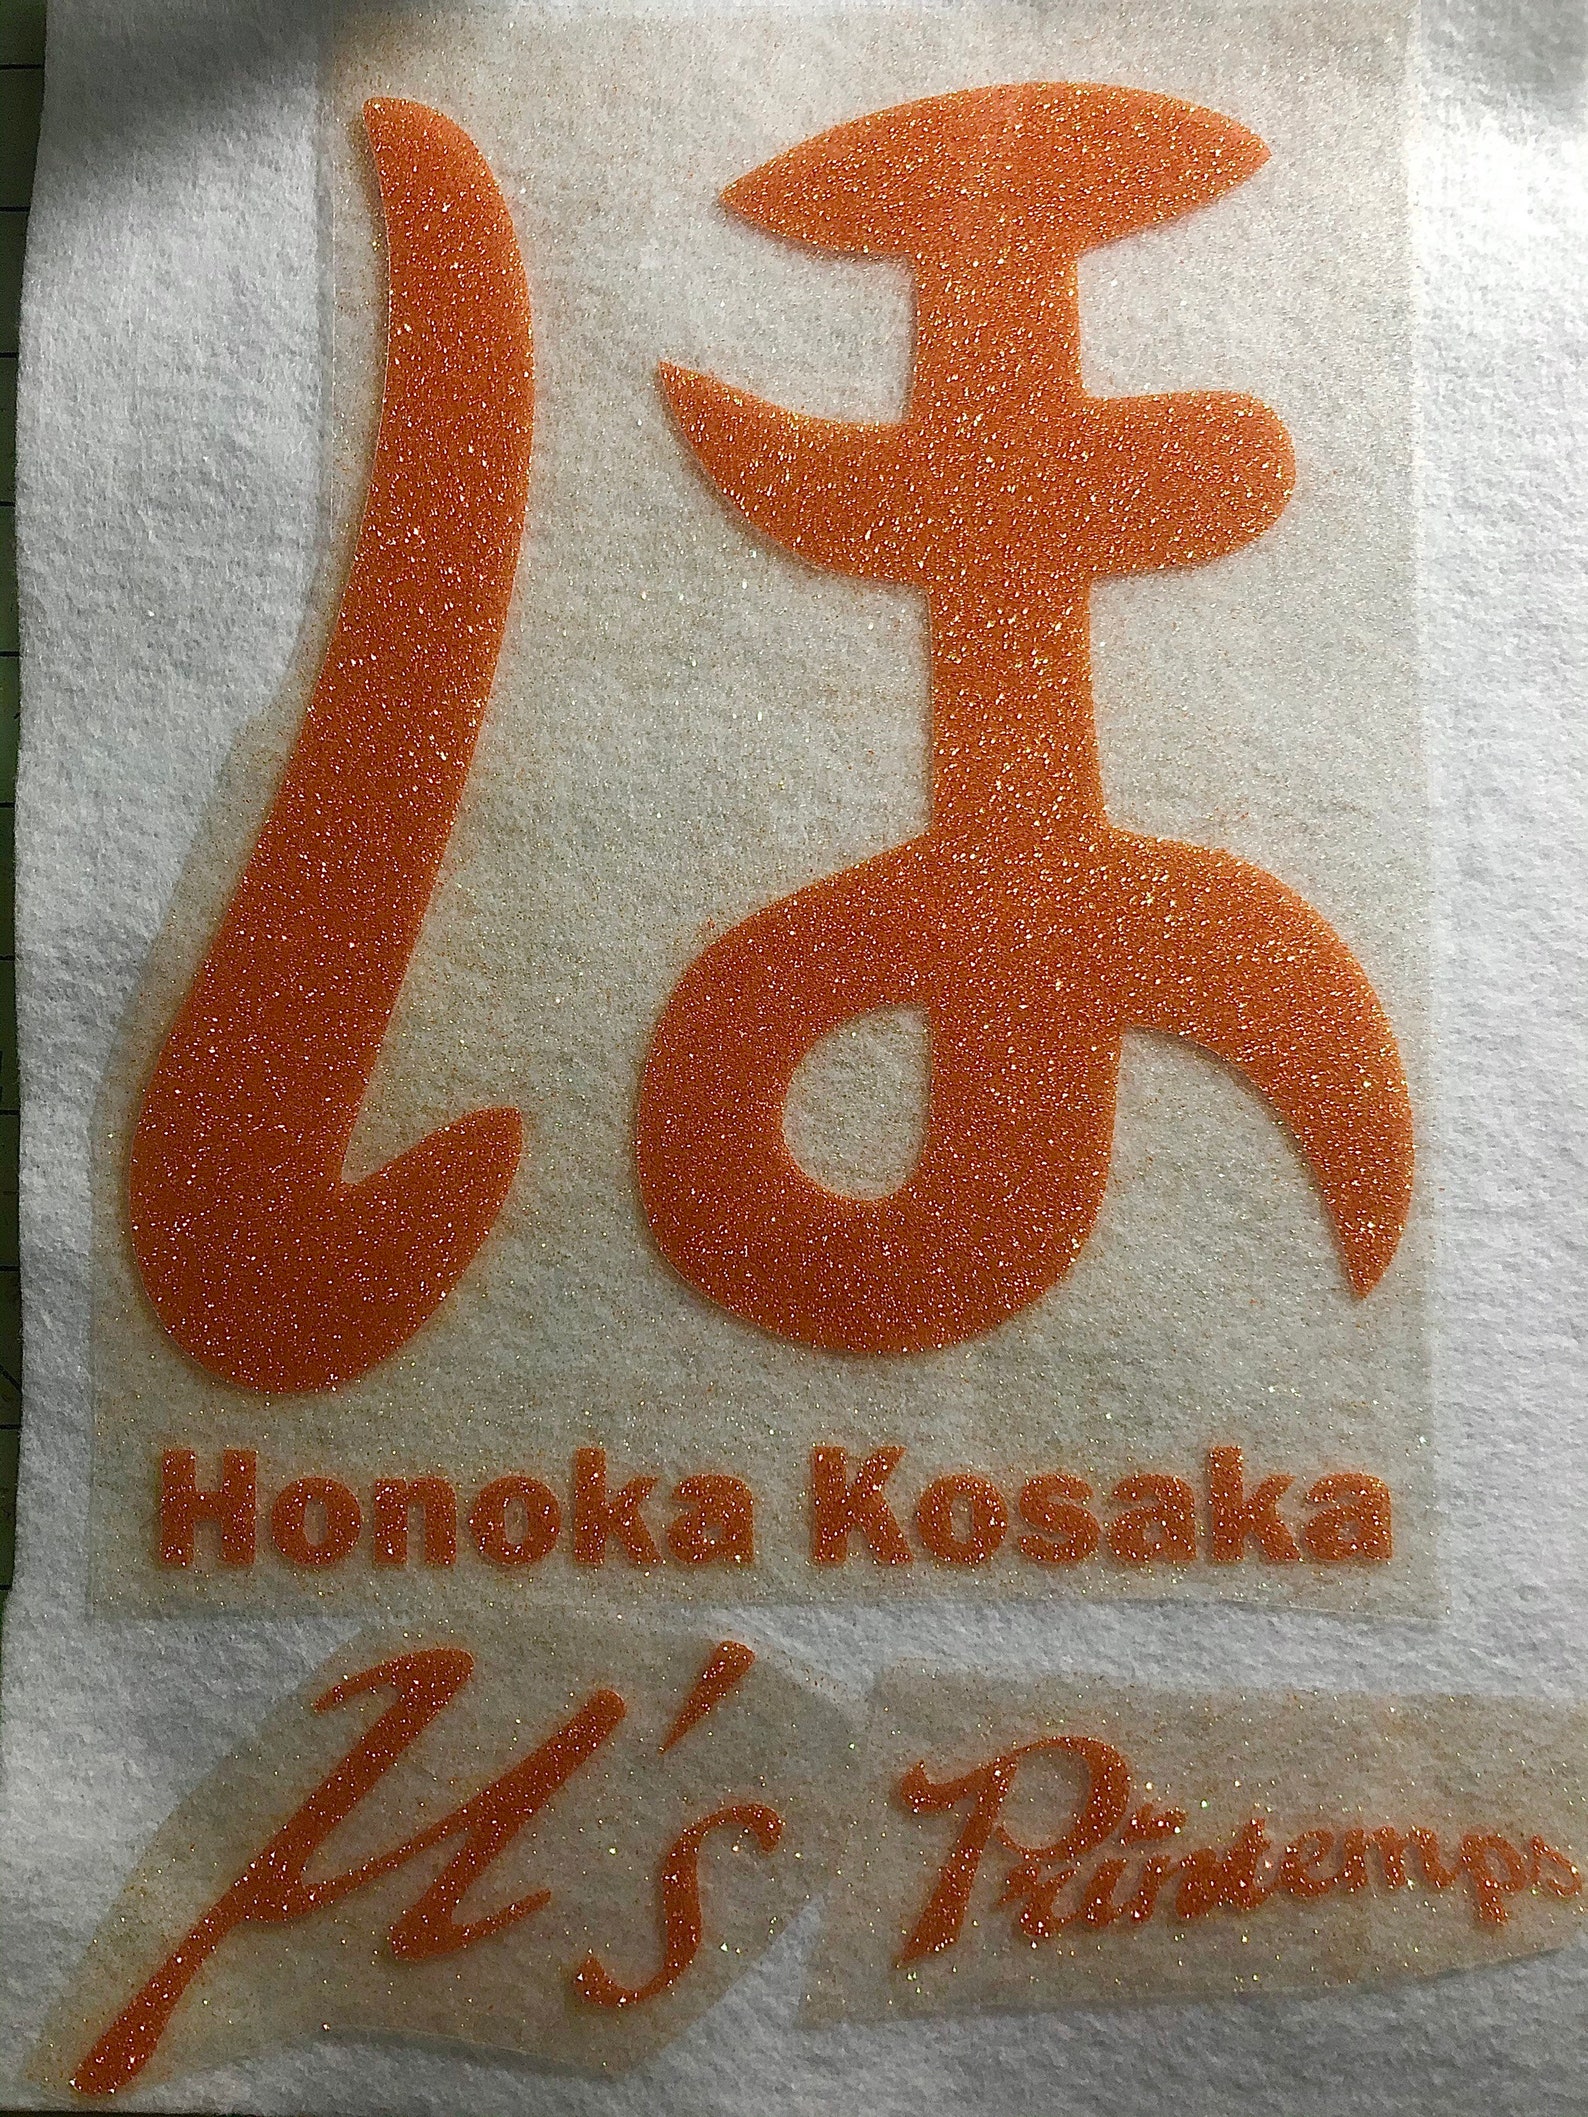 ほ
Honoka Kosaka
μ's Printemps